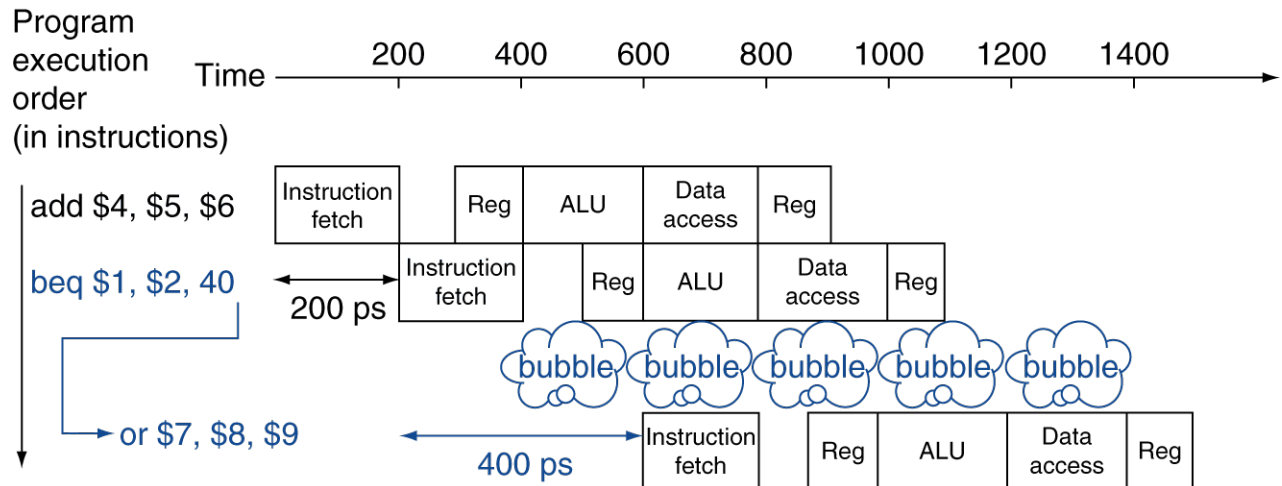 Program
execution
order
(in instructions)
Time
200 400 600 800 1000 1200 1400
add $4, $5, $6
Instruction
fetch
Reg
ALU
Data
access
Reg
beq $1, $2, 40
200 ps
Instruction
fetch
Reg
ALU
Data
access
Reg
bubble bubble bubble bubble bubble
or $7, $8, $9
400 ps
Instruction
fetch
Reg
ALU
Data
access
Reg